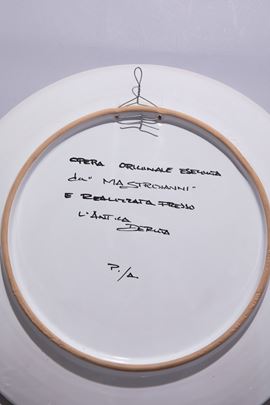 OPERA ORIGINALE ESEGUITA
da "MASTROIANNI"
E REALIZZATA PRESSO
L'ANTICA
DERUTA
P./A.